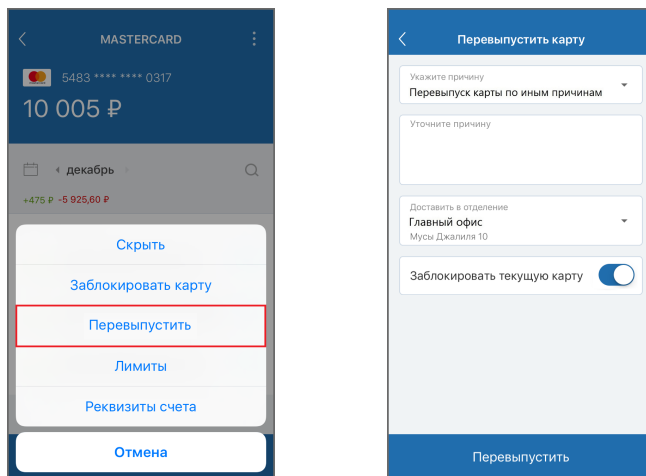 MASTERCARD
5483 **** **** 0317
10 005 ₽
декабрь
+475 ₽ -5 925,60 ₽
Скрыть
Заблокировать карту
Перевыпустить
Лимиты
Реквизиты счета
Отмена
Перевыпустить карту
Укажите причину
Перевыпуск карты по иным причинам
Уточните причину
Доставить в отделение
Главный офис
Мусы Джалиля 10
Заблокировать текущую карту
Перевыпустить